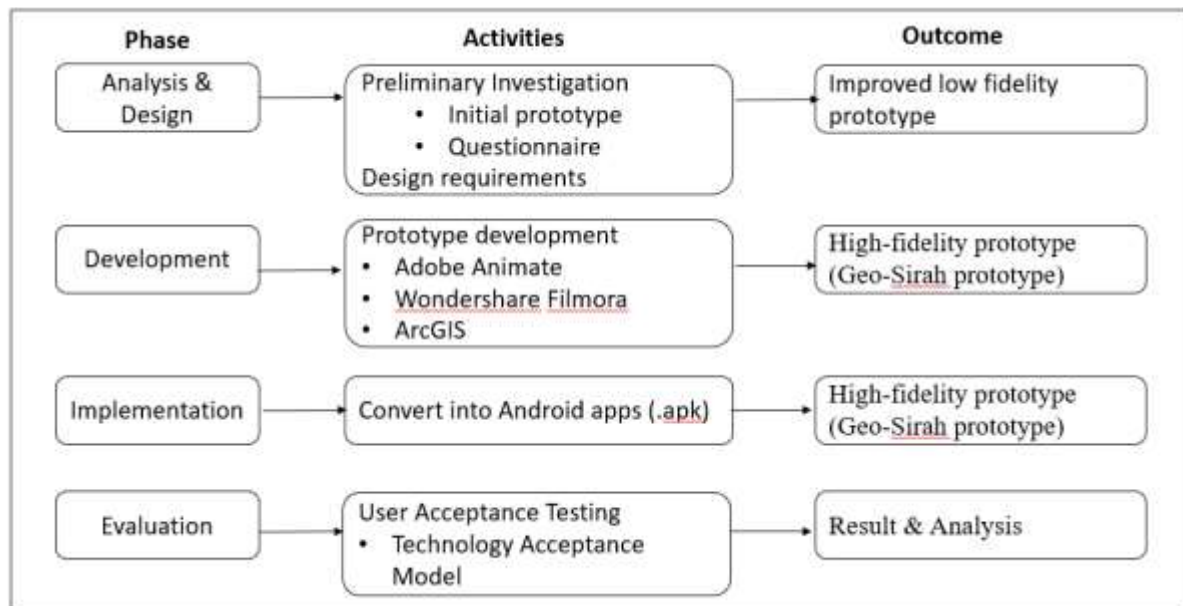 Phase
Activities
Outcome
Analysis &
Design
Preliminary Investigation
• Initial prototype
• Questionnaire
Design requirements
Improved low fidelity
prototype
Development
Prototype development
• Adobe Animate
• Wondershare Filmora
• ArcGIS
High-fidelity prototype
(Geo-Sirah prototype)
Implementation
Convert into Android apps (.apk)
High-fidelity prototype
(Geo-Sirah prototype)
Evaluation
User Acceptance Testing
• Technology Acceptance
Model
Result & Analysis